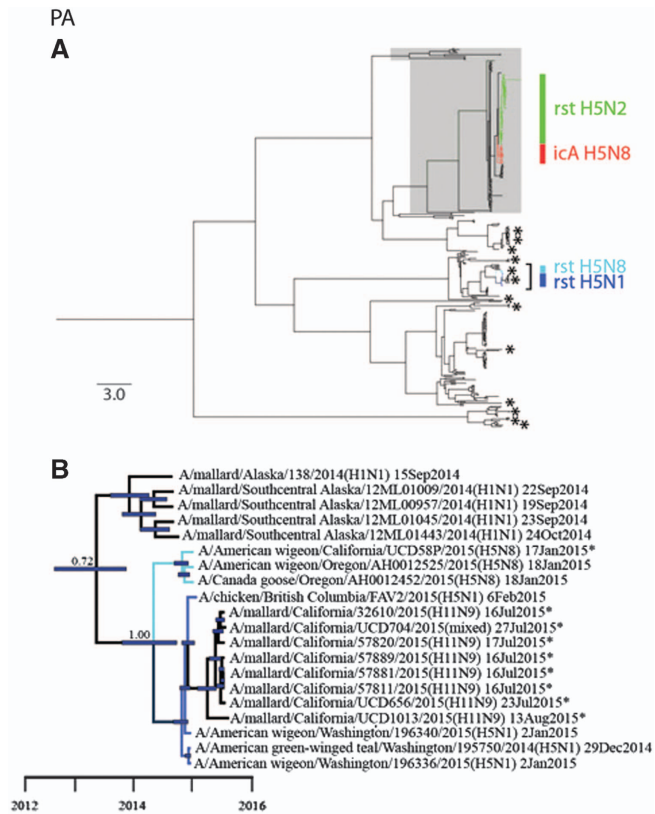 PA
A
rst H5N2
icA H5N8
rst H5N8
rst H5N1
3.0
B
A/mallard/Alaska/138/2014(H1N1) 15Sep2014
A/mallard/Southcentral Alaska/12ML01009/2014(H1N1) 22Sep2014
A/mallard/Southcentral Alaska/12ML00957/2014(H1N1) 19Sep2014
A/mallard/Southcentral Alaska/12ML01045/2014(H1N1) 23Sep2014
A/mallard/Southcentral Alaska/12ML01443/2014(H1N1) 24Oct2014
A/American wigeon/California/UCD58P/2015(H5N8) 17Jan2015*
0.72
A/American wigeon/Oregon/AH0012525/2015(H5N8) 18Jan2015
A/Canada goose/Oregon/AH0012452/2015(H5N8) 18Jan2015
A/chicken/British Columbia/FAV2/2015(H5N1) 6Feb2015
A/mallard/California/32610/2015(H11N9) 16Jul2015*
A/mallard/California/UCD704/2015(mixed) 27Jul2015*
1.00
A/mallard/California/57820/2015(H11N9) 17Jul2015*
A/mallard/California/57889/2015(H11N9) 16Jul2015*
A/mallard/California/57881/2015(H11N9) 16Jul2015*
A/mallard/California/57811/2015(H11N9) 16Jul2015*
A/mallard/California/UCD656/2015(H11N9) 23Jul2015*
A/mallard/California/UCD1013/2015(H11N9) 13Aug2015*
A/American wigeon/Washington/196340/2015(H5N1) 2Jan2015
A/American green-winged teal/Washington/195750/2014(H5N1) 29Dec2014
A/American wigeon/Washington/196336/2015(H5N1) 2Jan2015
2012 2014 2016